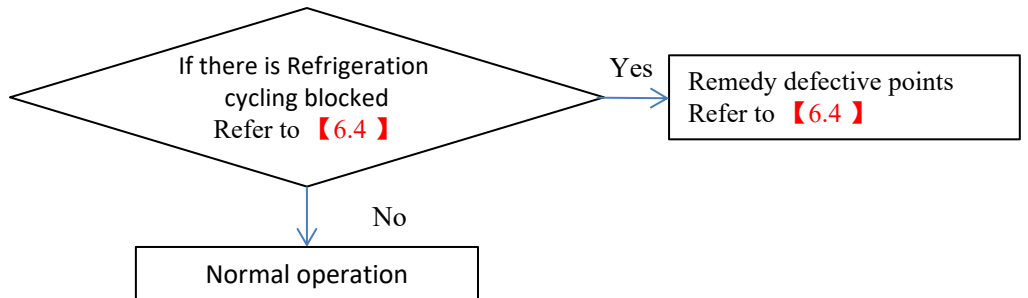 If there is Refrigeration
cycling blocked
Refer to 【6.4 】
Yes
Remedy defective points
Refer to 【6.4 】
No
Normal operation